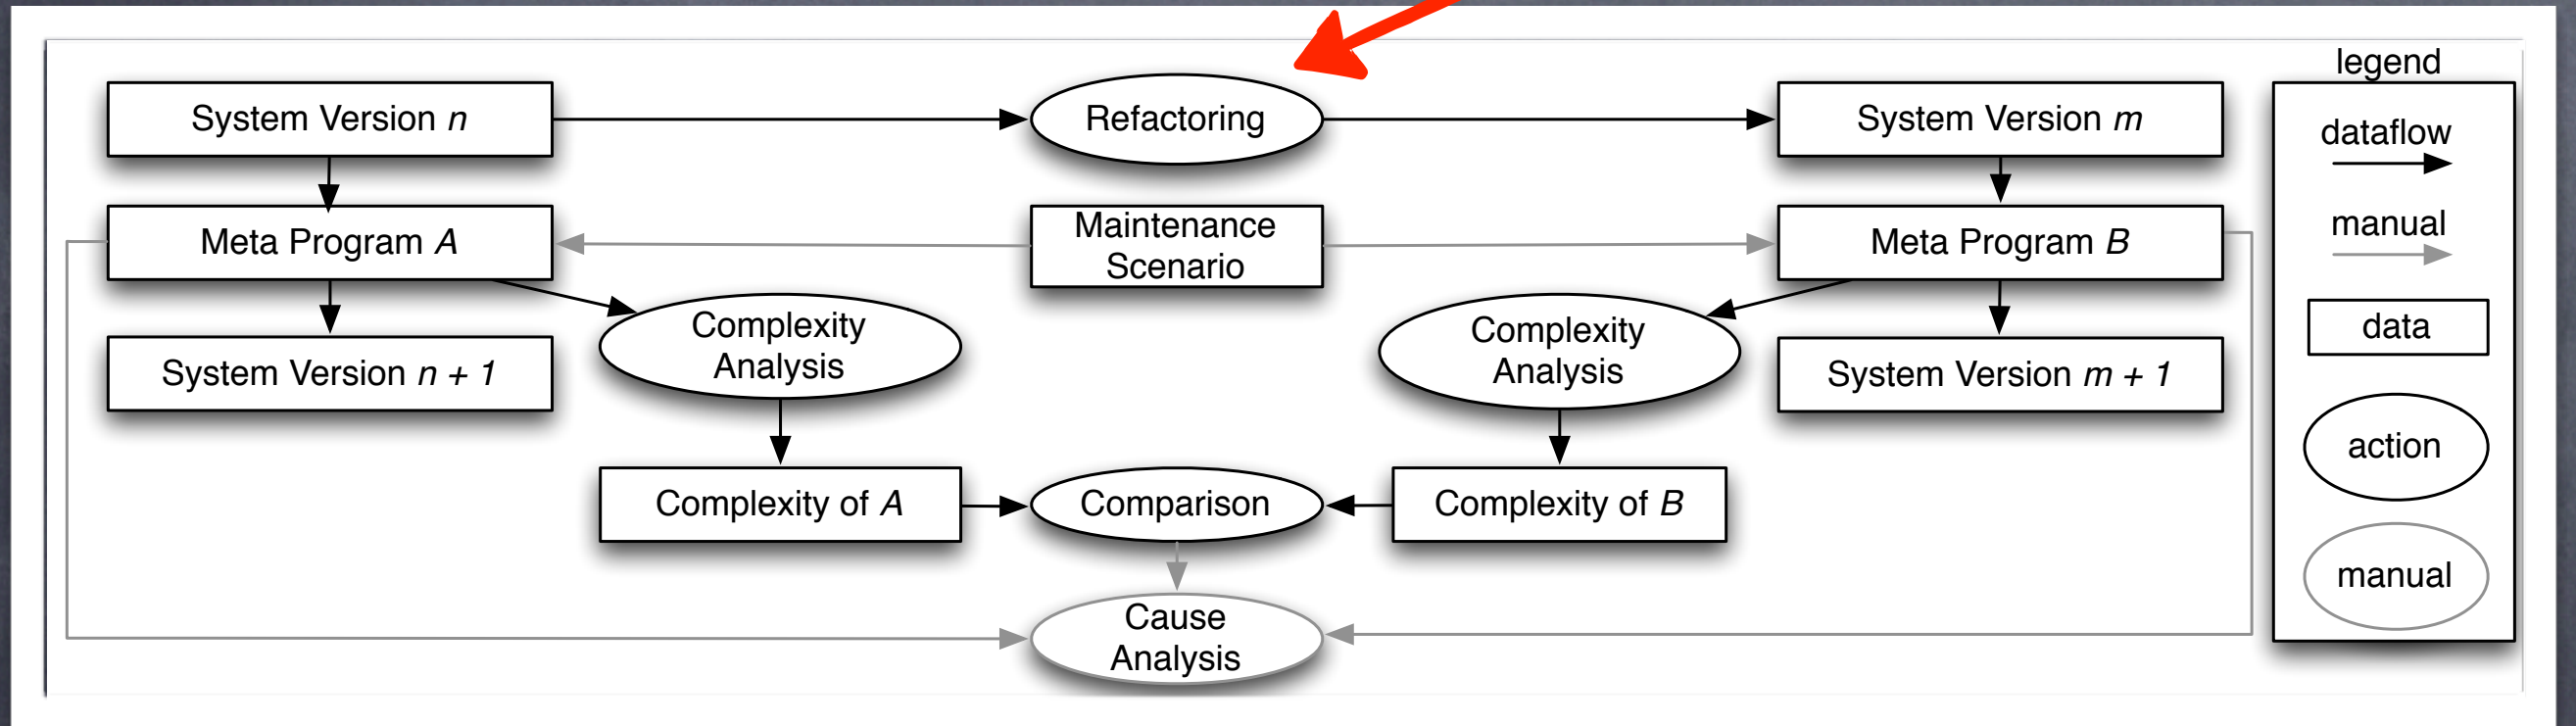 legend
System Version n
Refactoring
System Version m
dataflow
Meta Program A
Maintenance
Scenario
Meta Program B
manual
Complexity
Analysis
Complexity
Analysis
data
System Version n + 1
System Version m + 1
action
Complexity of A
Comparison
Complexity of B
manual
Cause
Analysis